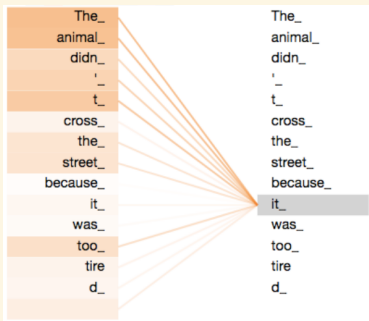 The_ The_
animal_ animal_
didn_ didn_
'_ '_
t_ t_
cross_ cross_
the_ the_
street_ street_
because_ because_
it_ it_
was_ was_
too_ too_
tire tire
d_ d_